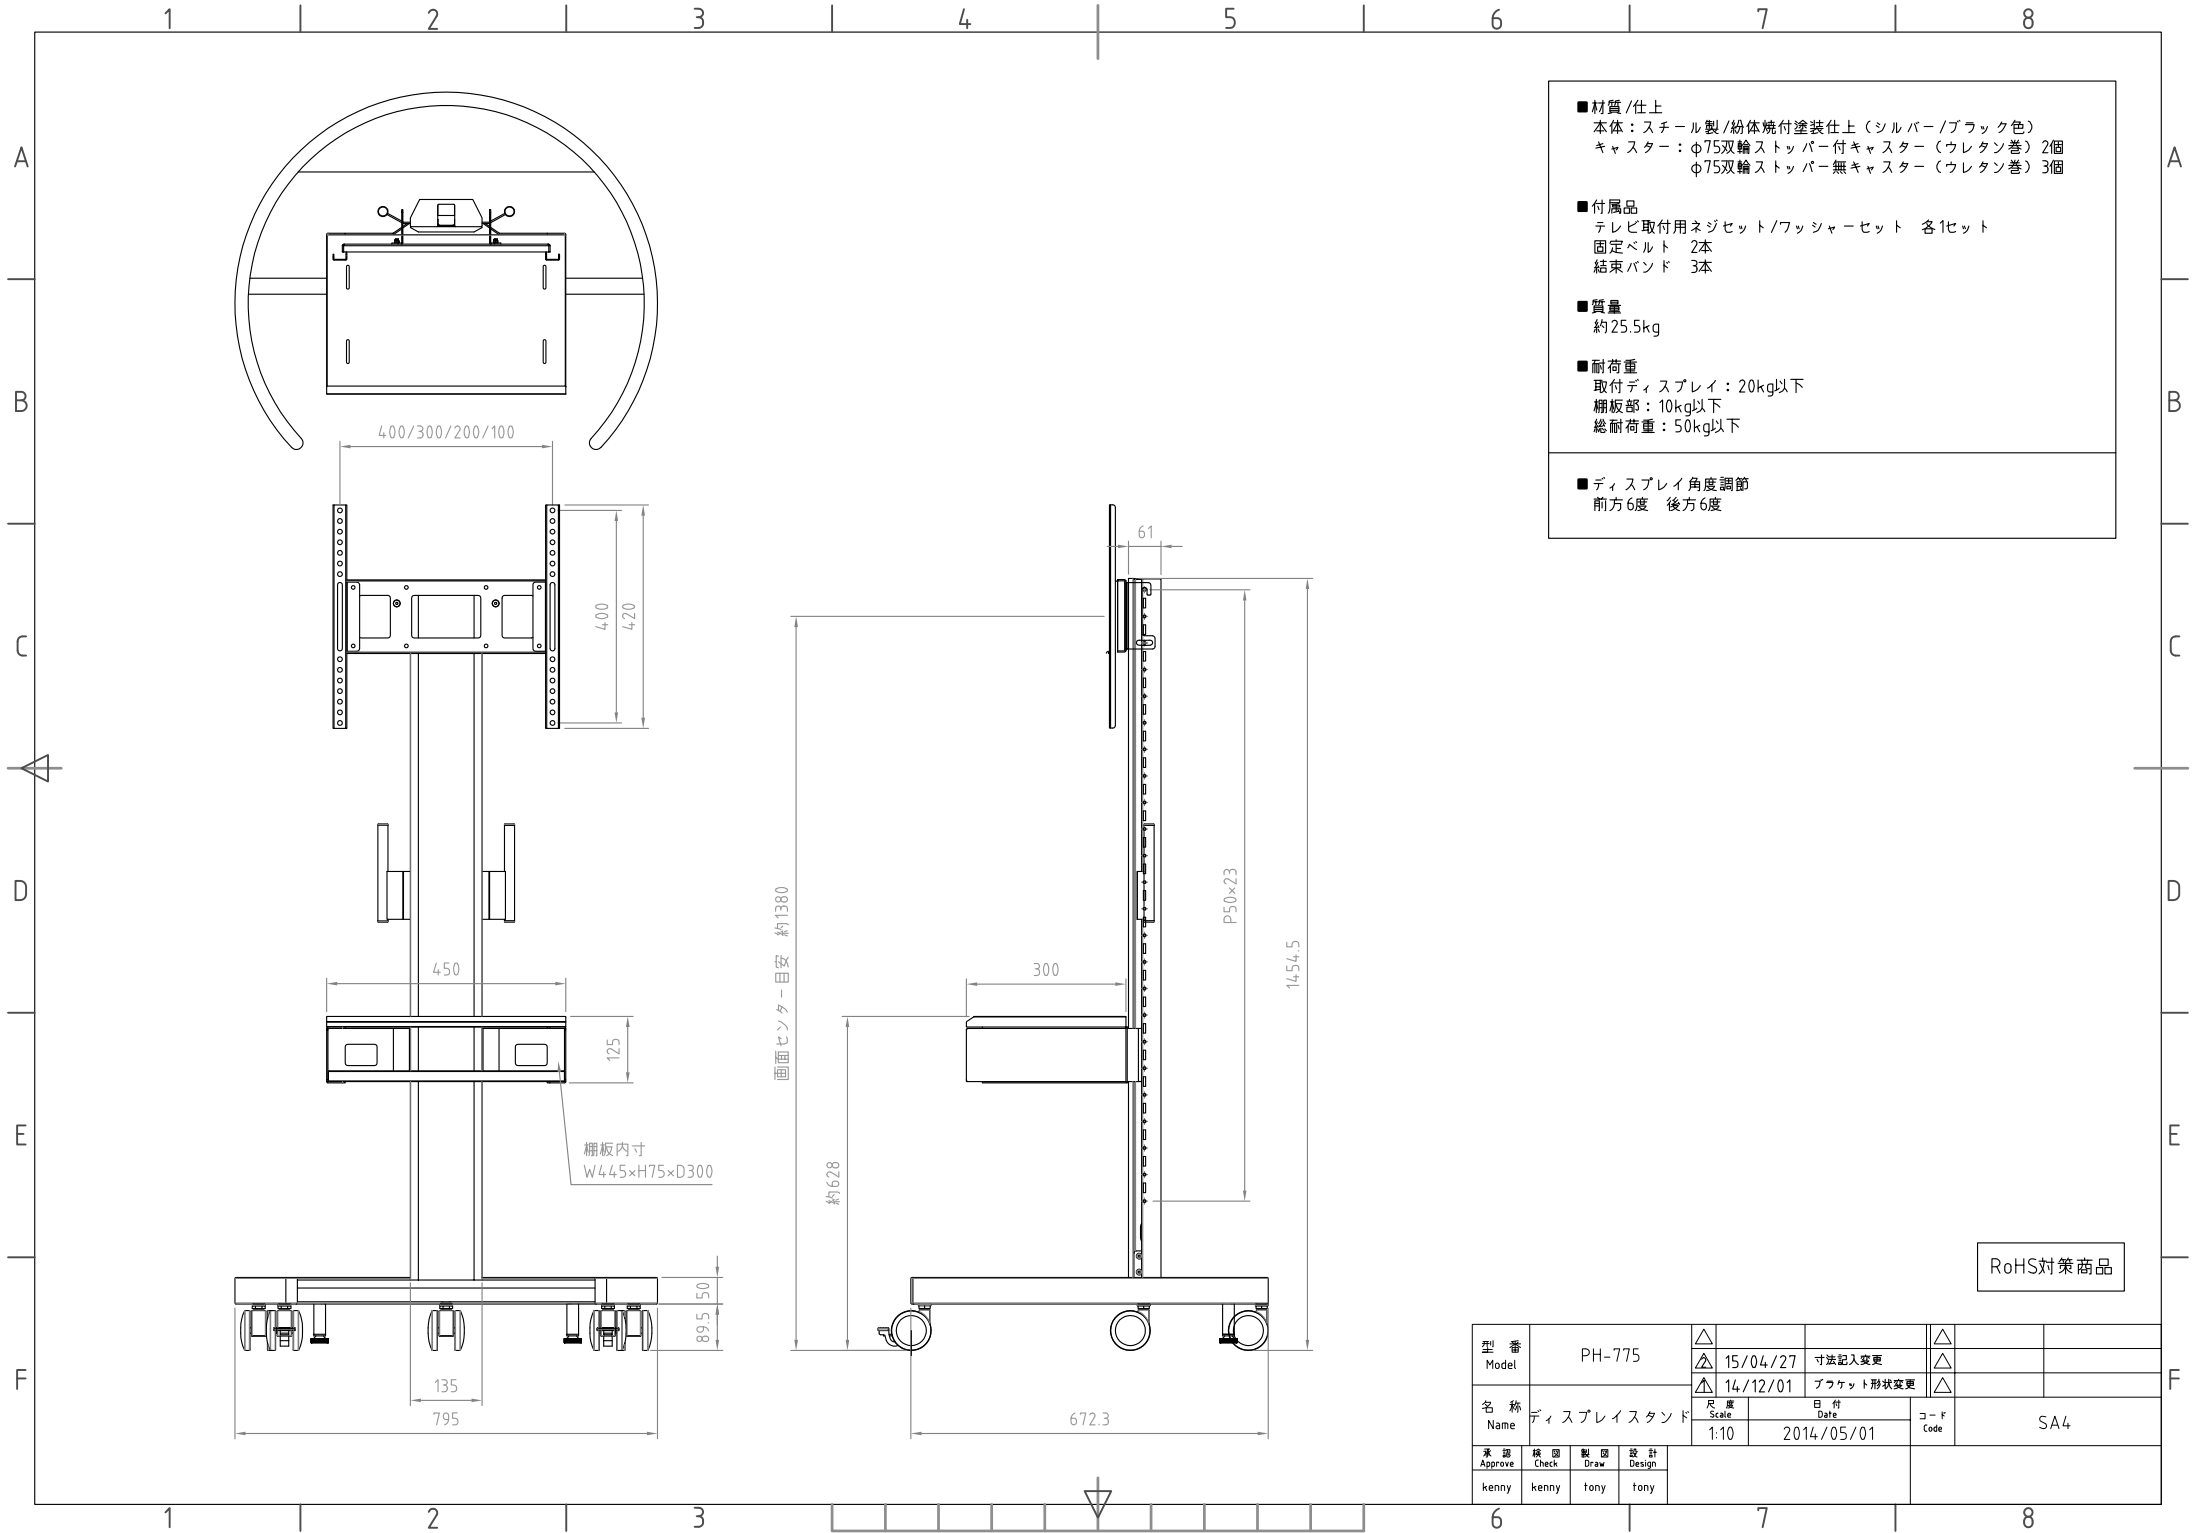 1 2 3 4 5 6 7 8
A
B
C
D
E
F
A
B
C
D
E
F
■材質/仕上
本体：スチール製/紛体焼付塗装仕上（シルバー/ブラック色）
キャスター：φ75双輪ストッパー付キャスター（ウレタン巻）2個
φ75双輪ストッパー無キャスター（ウレタン巻）3個
■付属品
テレビ取付用ネジセット/ワッシャーセット　各1セット
固定ベルト　2本
結束バンド　3本
■質量
約25.5kg
■耐荷重
取付ディスプレイ：20kg以下
棚板部：10kg以下
総耐荷重：50kg以下
■ディスプレイ角度調節
前方6度　後方6度
400/300/200/100
400
420
450
125
棚板内寸
W445×H75×D300
50
89.5
135
795
61
画面センター目安　約1380
P50×23
1454.5
300
約628
672.3
RoHS対策商品
型　番
Model
PH-775
名　称
Name
ディスプレイスタンド
2 15/04/27 寸法記入変更
1 14/12/01 ブラケット形状変更
尺　度
Scale
1:10
日　付
Date
2014/05/01
コード
Code
SA4
承　認
Approve
検　図
Check
製　図
Draw
設　計
Design
kenny kenny tony tony
1 2 3 6 7 8